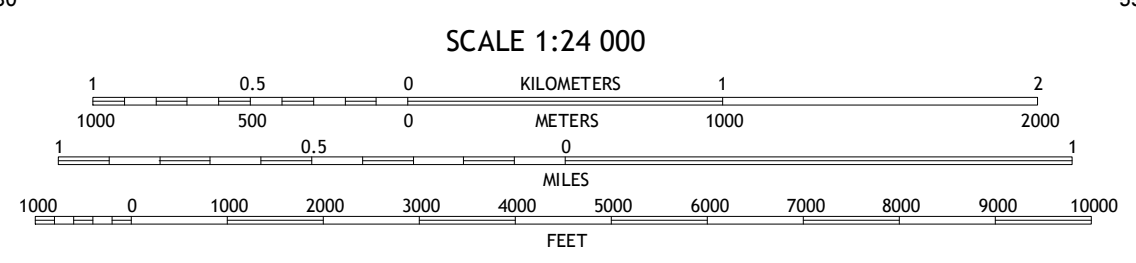 SCALE 1:24 000
1 0.5 0 KILOMETERS 1 2
1000 500 0 METERS 1000 2000
1 0.5 0 1
MILES
1000 0 1000 2000 3000 4000 5000 6000 7000 8000 9000 10000
FEET